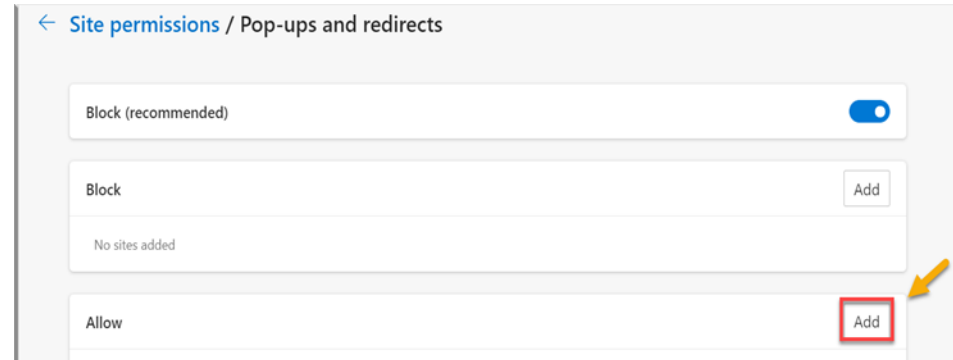 Site permissions / Pop-ups and redirects
Block (recommended)
Block
Add
No sites added
Allow
Add